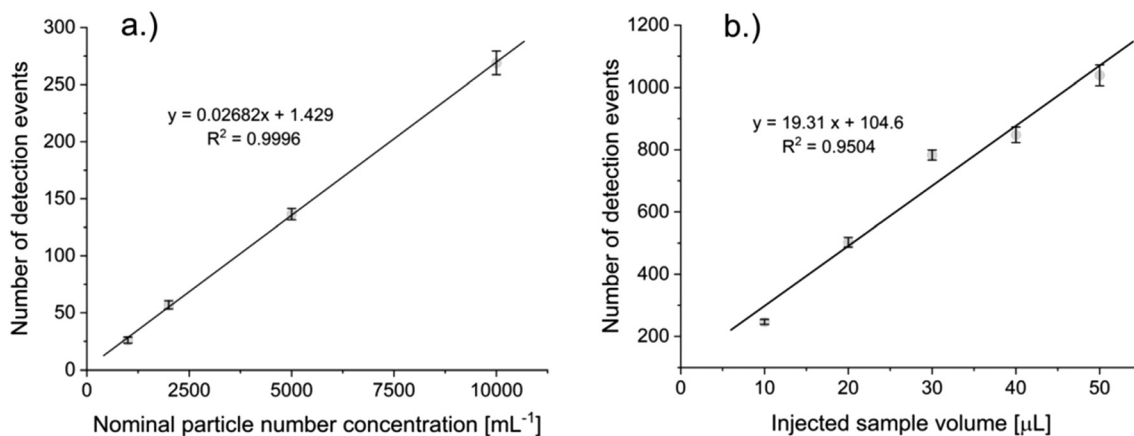 a.)
Number of detection events
300
250
200
150
100
50
0
y = 0.02682x + 1.429
R² = 0.9996
0 2500 5000 7500 10000
Nominal particle number concentration [mL⁻¹]
b.)
Number of detection events
1200
1000
800
600
400
200
y = 19.31 x + 104.6
R² = 0.9504
0 10 20 30 40 50
Injected sample volume [μL]